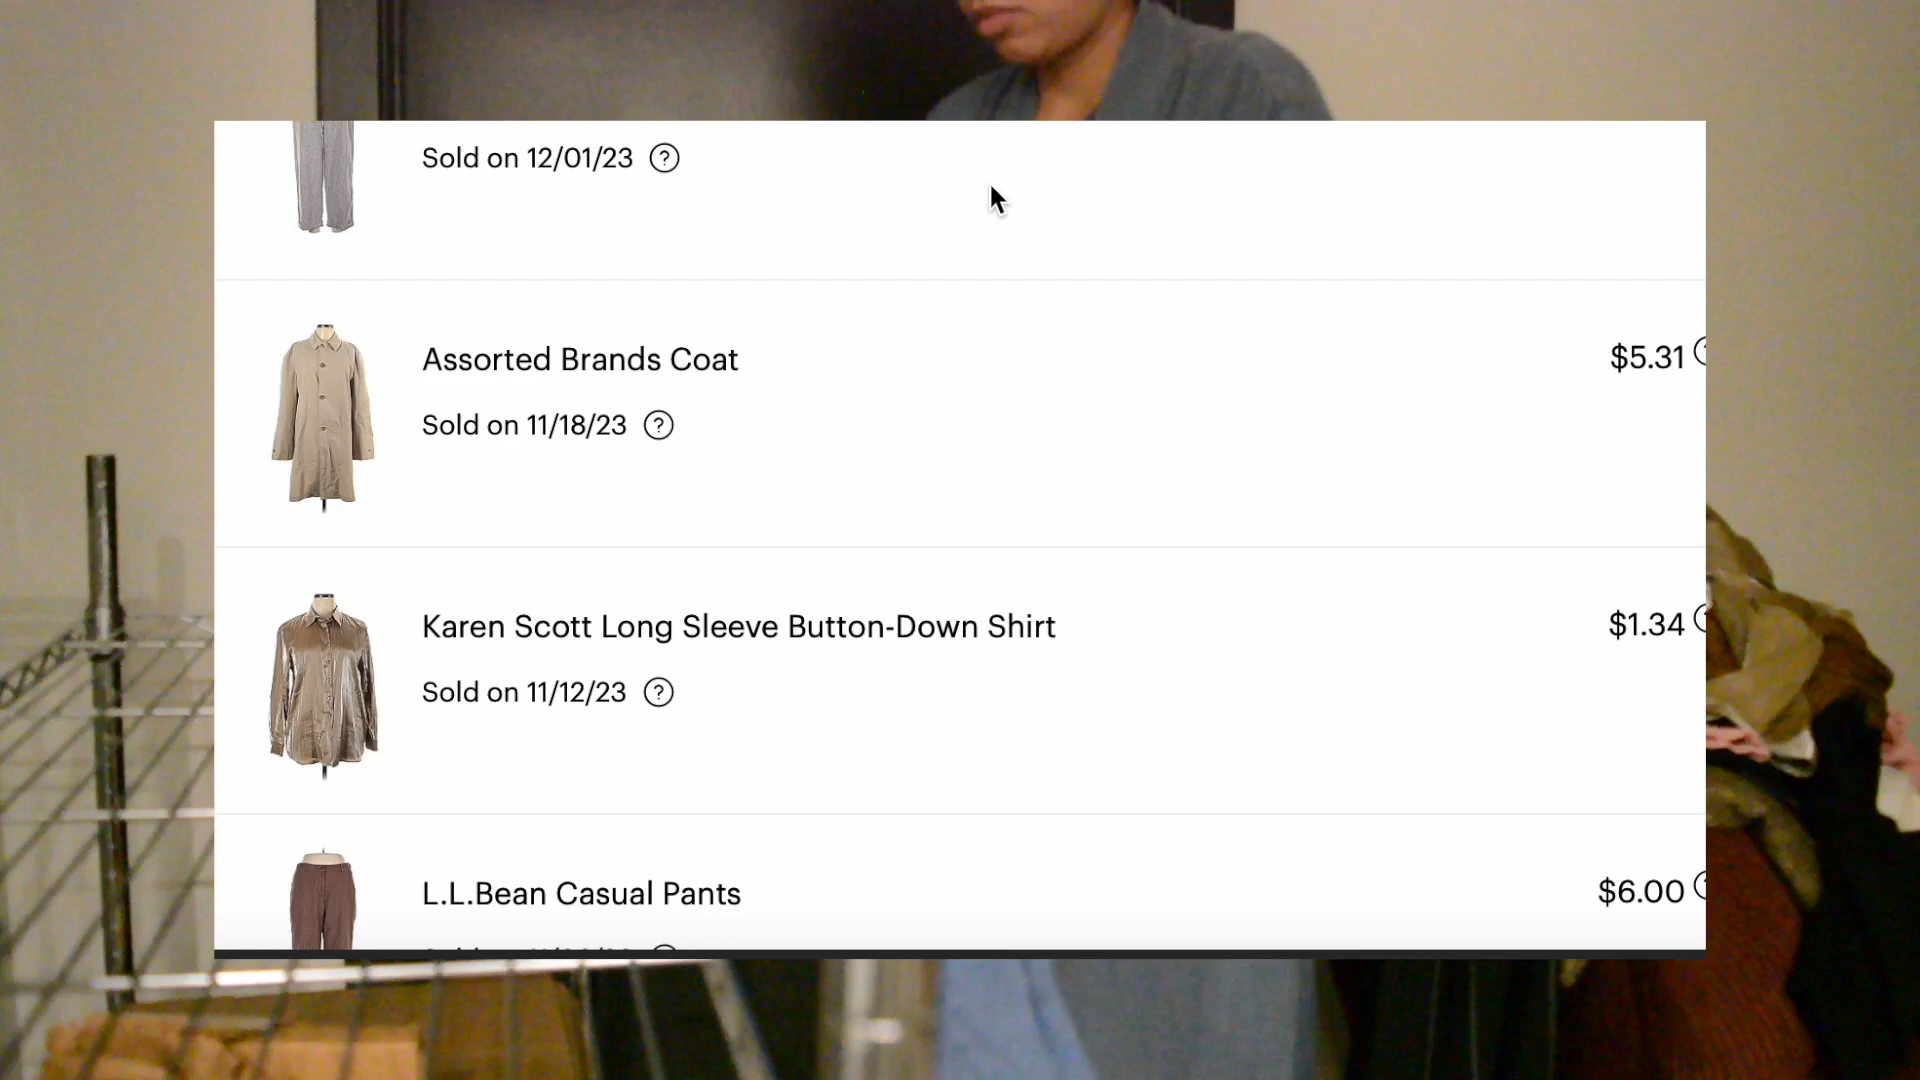 Sold on 12/01/23 ?
Assorted Brands Coat
$5.31
Sold on 11/18/23 ?
Karen Scott Long Sleeve Button-Down Shirt
$1.34
Sold on 11/12/23 ?
L.L.Bean Casual Pants
$6.00